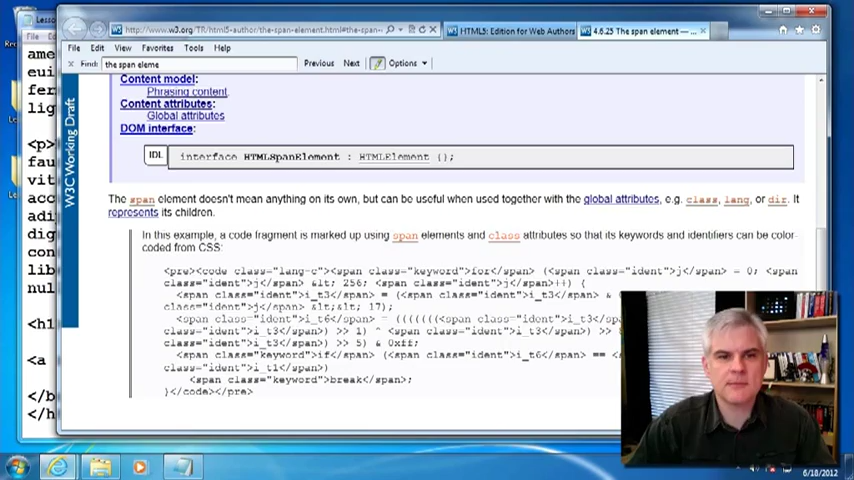 Lesso
http://www.w3.org/TR/html5-author/the-span-element.html#the-span-
HTML5: Edition for Web Authors
4.6.25 The span element — ...
File Edit View Favorites Tools Help
Find: the span eleme Previous Next Options
ame
eui
fer
lig
<p>
fau
vit
acc
adi
dig
con
lib
nul
<h1
<a
</b
</h
W3C Working Draft
Content model:
Phrasing content.
Content attributes:
Global attributes
DOM interface:
IDL interface HTMLSpanElement : HTMLElement {};
The span element doesn't mean anything on its own, but can be useful when used together with the global attributes, e.g. class, lang, or dir. It
represents its children.
In this example, a code fragment is marked up using span elements and class attributes so that its keywords and identifiers can be color-
coded from CSS:
<pre><code class="lang-c"><span class="keyword">for</span> (<span class="ident">j</span> = 0; <span
class="ident">j</span> &lt; 256; <span class="ident">j</span>++) {
<span class="ident">i_t3</span> = (<span class="ident">i_t3</span> &
class="ident">j</span> &lt;&lt; 17);
<span class="ident">i_t6</span> = (((((((<span class="ident">i_t3</span>
class="ident">i_t3</span>) >> 1) ^ <span class="ident">i_t3</span>) >>
class="ident">i_t3</span>) >> 5) & 0xff;
<span class="keyword">if</span> (<span class="ident">i_t6</span> ==
class="ident">i_t1</span>)
<span class="keyword">break</span>;
}</code></pre>
6/18/2012